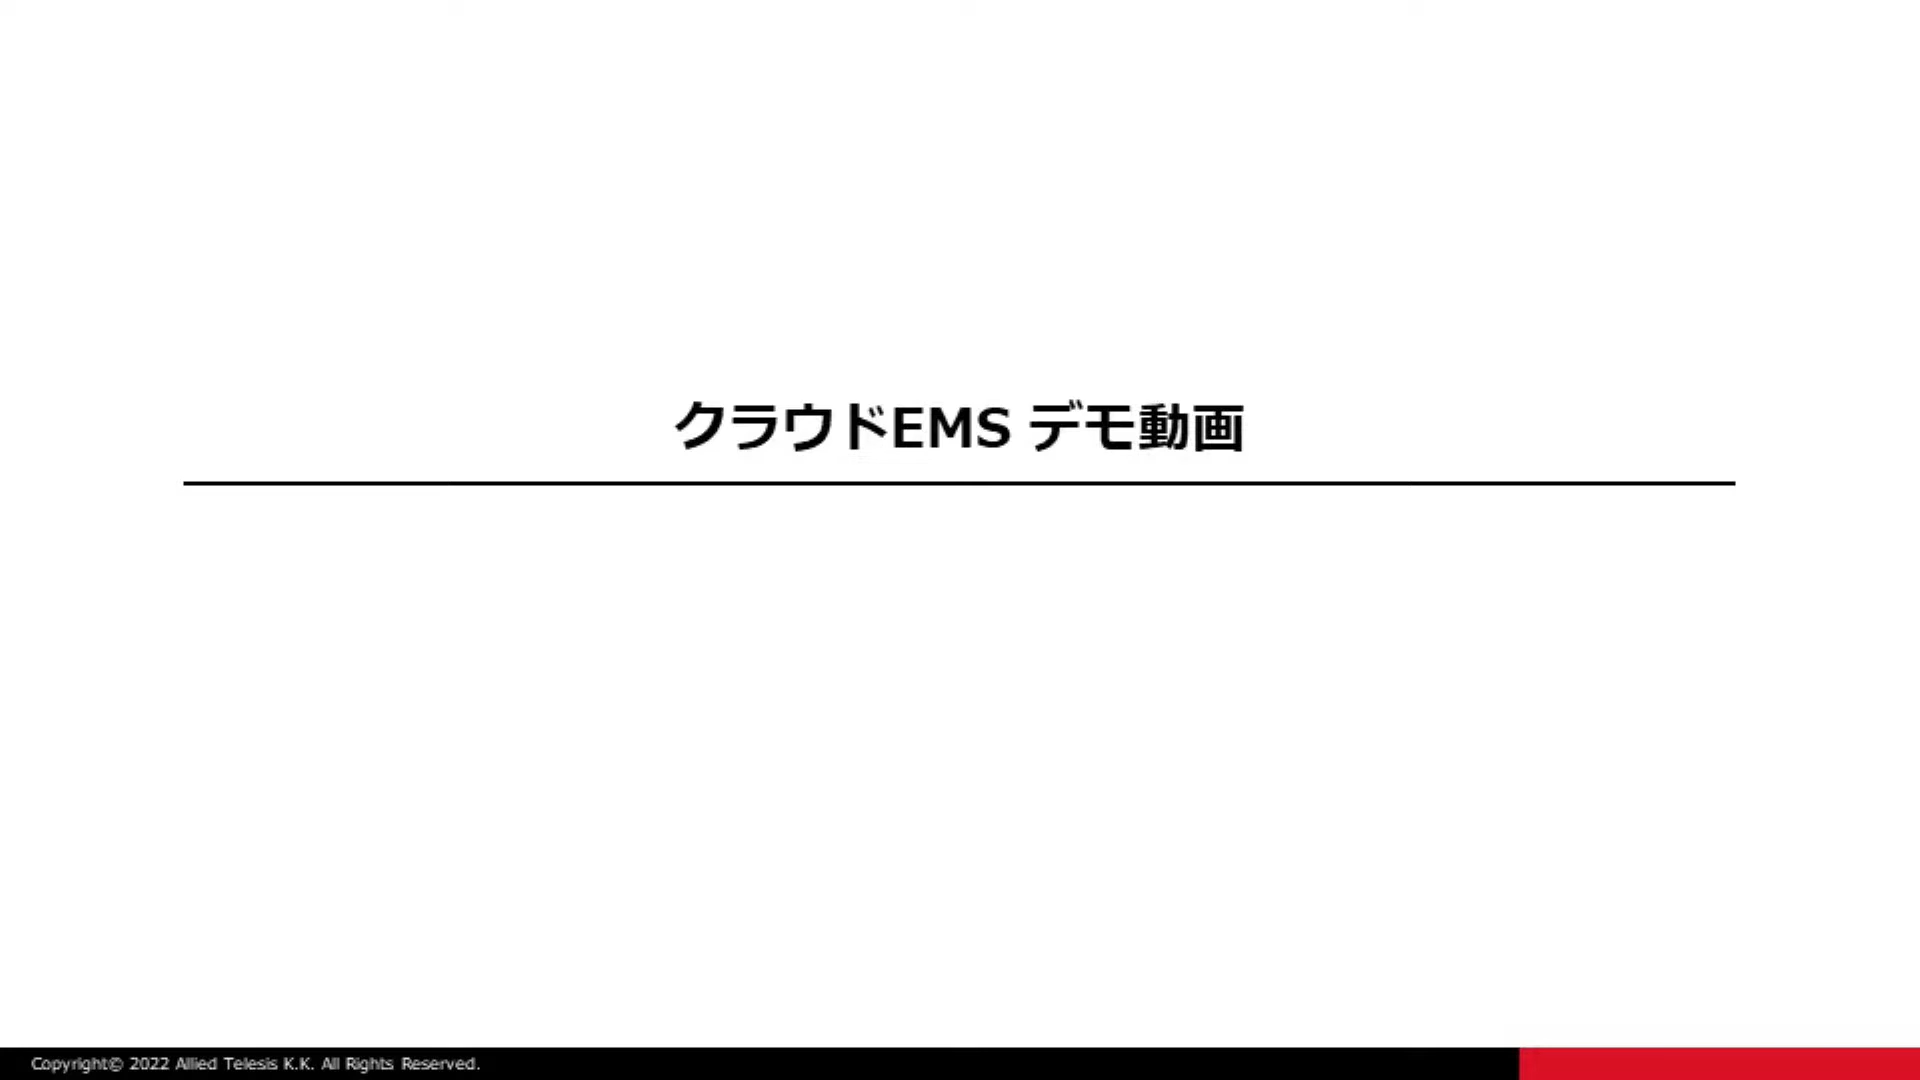 クラウドEMS デモ動画
Copyright© 2022 Allied Telesis K.K. All Rights Reserved.